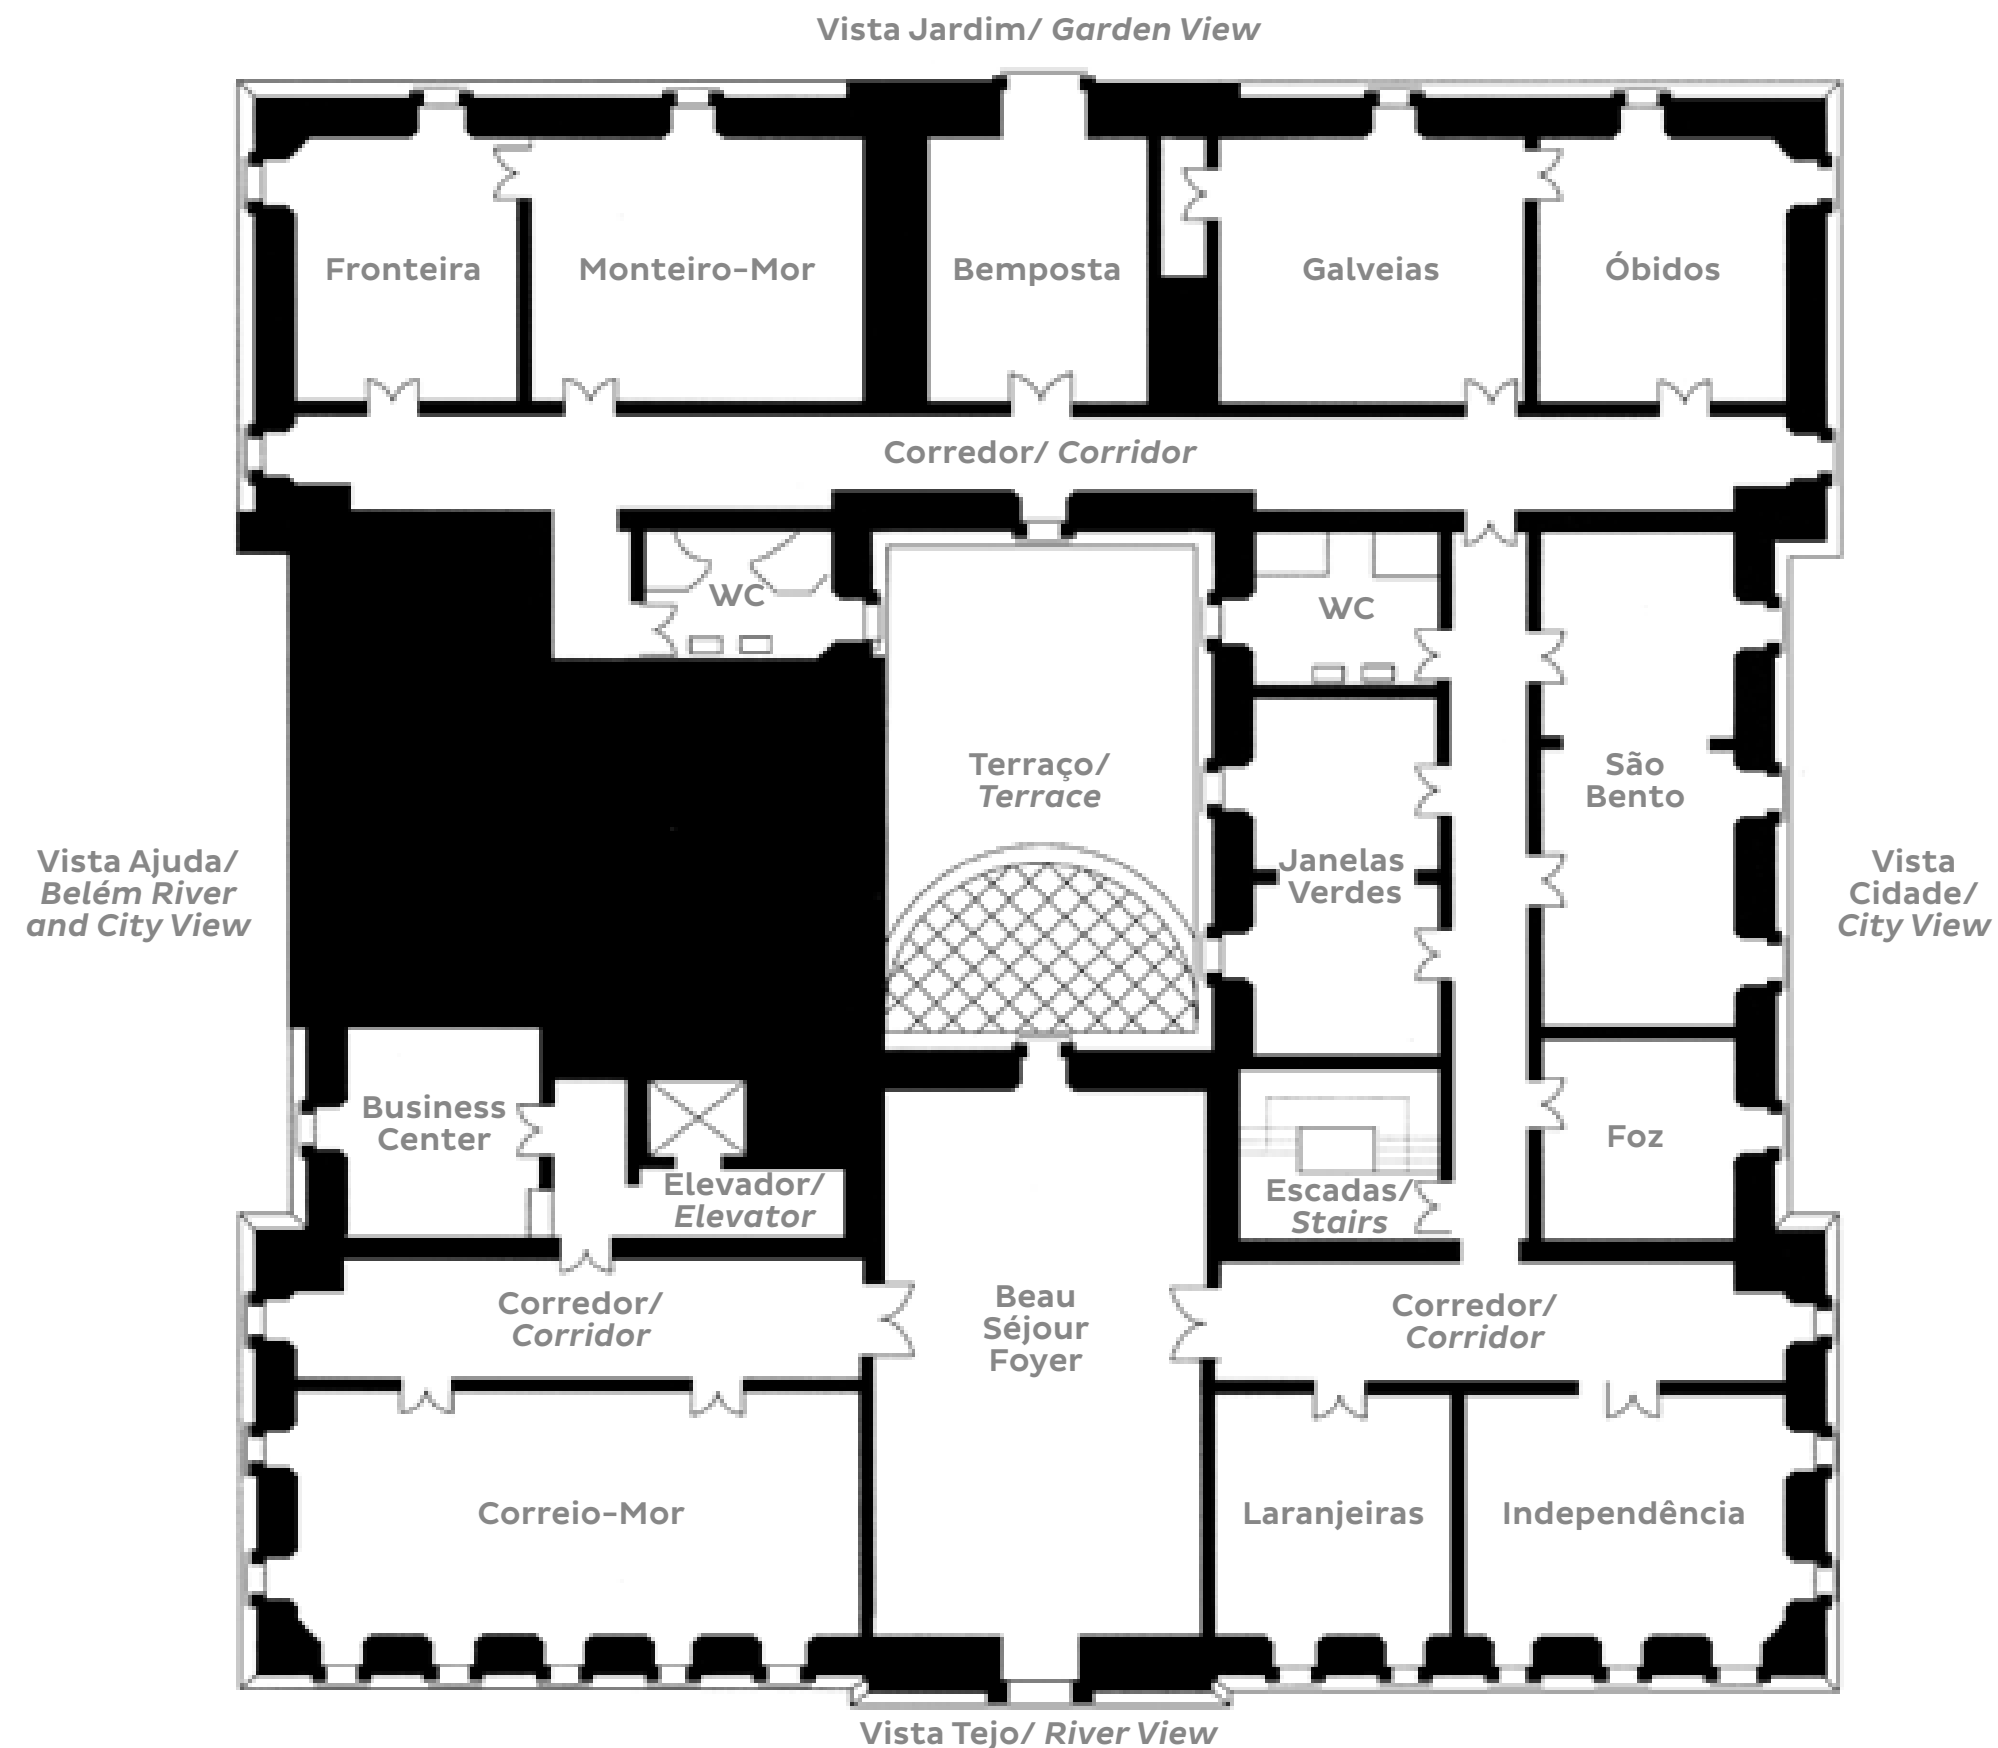 Vista Jardim/ Garden View
Fronteira
Monteiro-Mor
Bemposta
Galveias
Óbidos
Corredor/ Corridor
WC
WC
Terraço/
Terrace
São
Bento
Janelas
Verdes
Vista Ajuda/
Belém River
and City View
Vista
Cidade/
City View
Business
Center
Foz
Elevador/
Elevator
Escadas/
Stairs
Corredor/
Corridor
Beau
Séjour
Foyer
Corredor/
Corridor
Correio-Mor
Laranjeiras
Independência
Vista Tejo/ River View